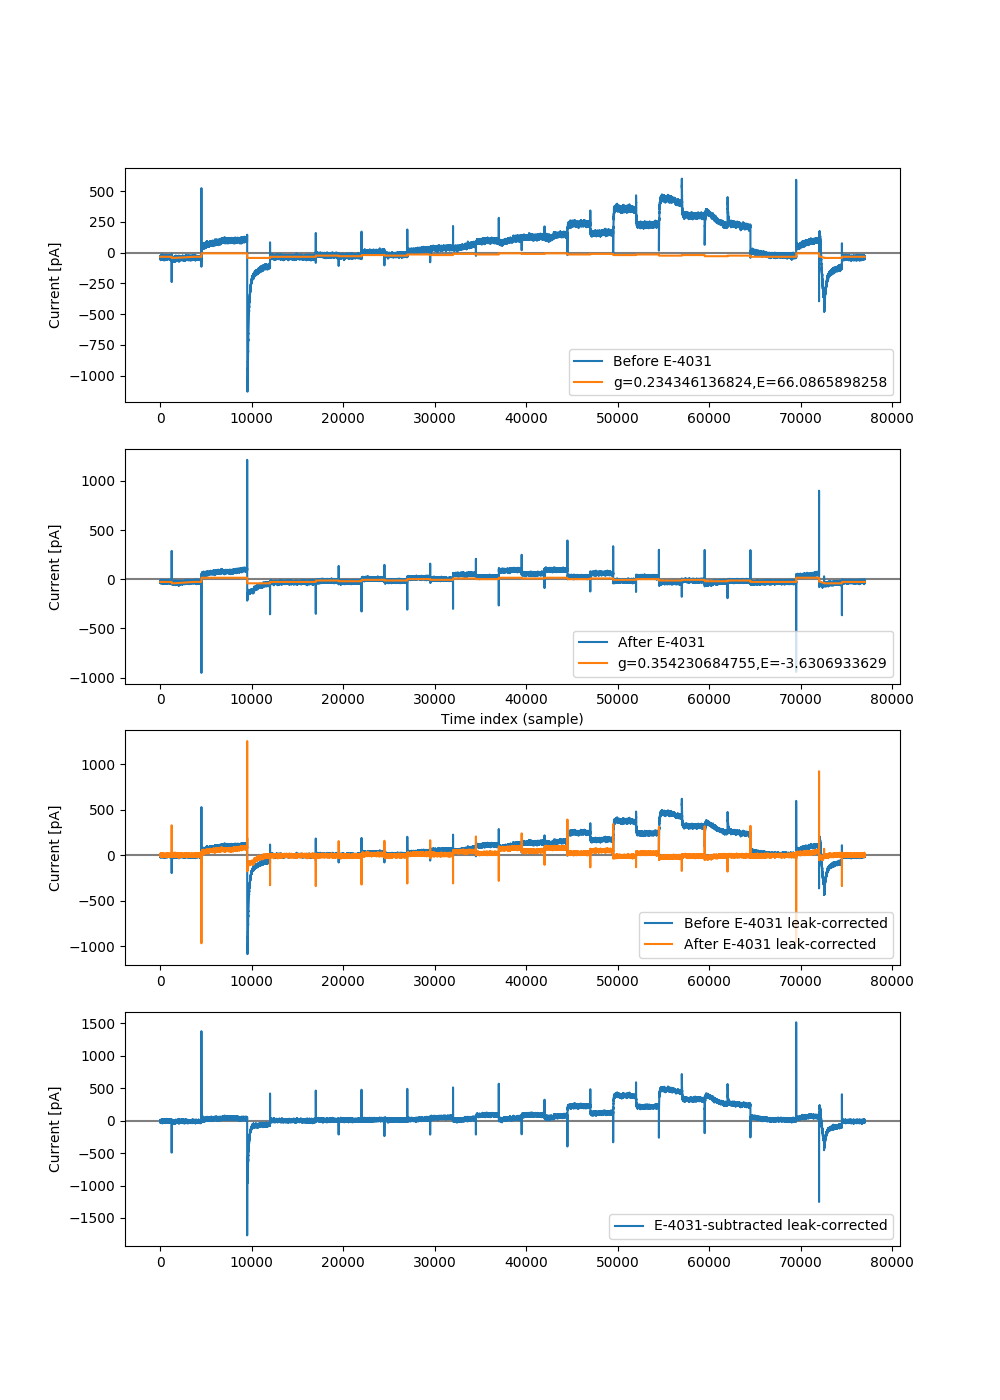 500
250
0
−250
−500
−750
−1000
Current [pA]
Before E-4031
g=0.234346136824,E=66.0865898258
0 10000 20000 30000 40000 50000 60000 70000 80000
1000
500
0
−500
−1000
Current [pA]
After E-4031
g=0.354230684755,E=-3.6306933629
0 10000 20000 30000 40000 50000 60000 70000 80000
Time index (sample)
1000
500
0
−500
−1000
Current [pA]
Before E-4031 leak-corrected
After E-4031 leak-corrected
0 10000 20000 30000 40000 50000 60000 70000 80000
1500
1000
500
0
−500
−1000
−1500
Current [pA]
E-4031-subtracted leak-corrected
0 10000 20000 30000 40000 50000 60000 70000 80000